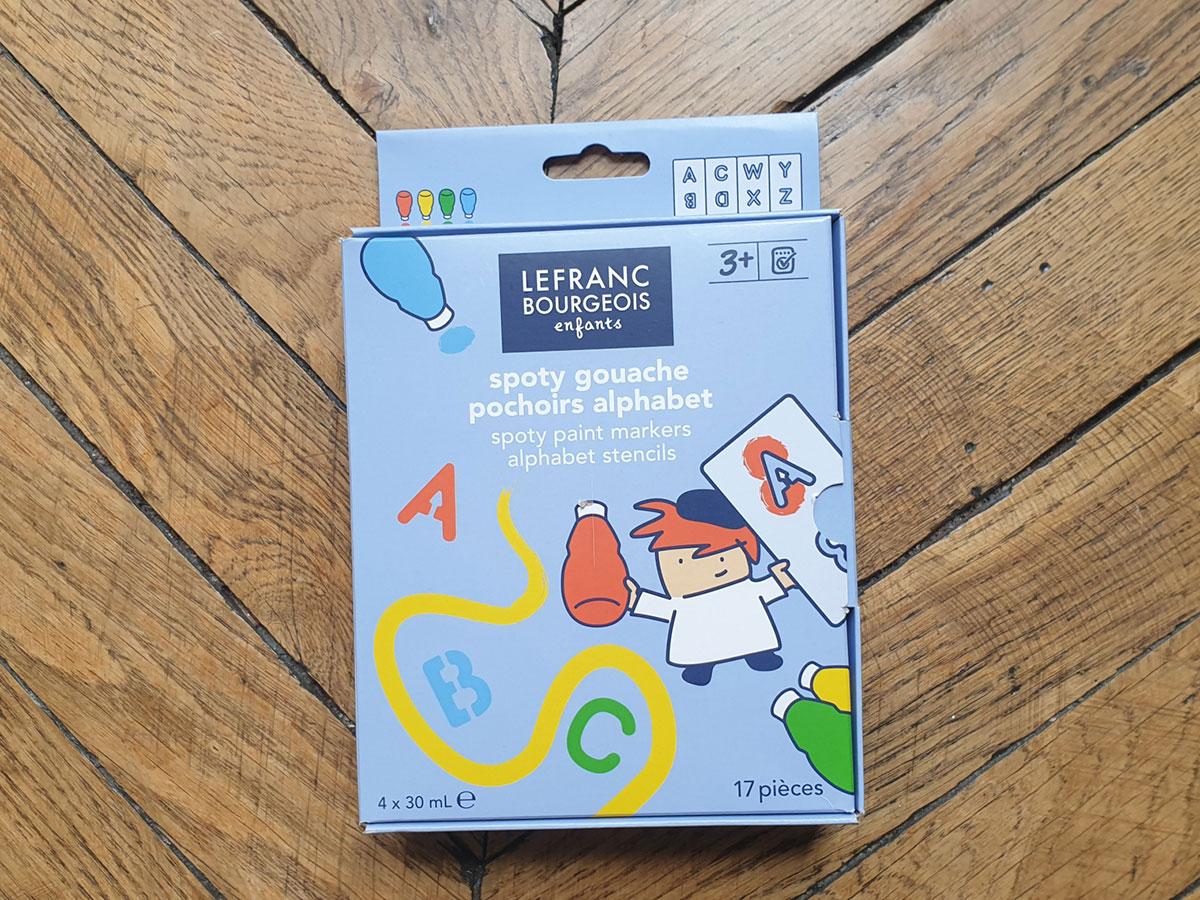 A C W Y
B D X Z
LEFRANC
BOURGEOIS
enfants
3+
spoty gouache
pochoirs alphabet
spoty paint markers
alphabet stencils
A
A
B
C
4 x 30 mL ℮
17 pièces